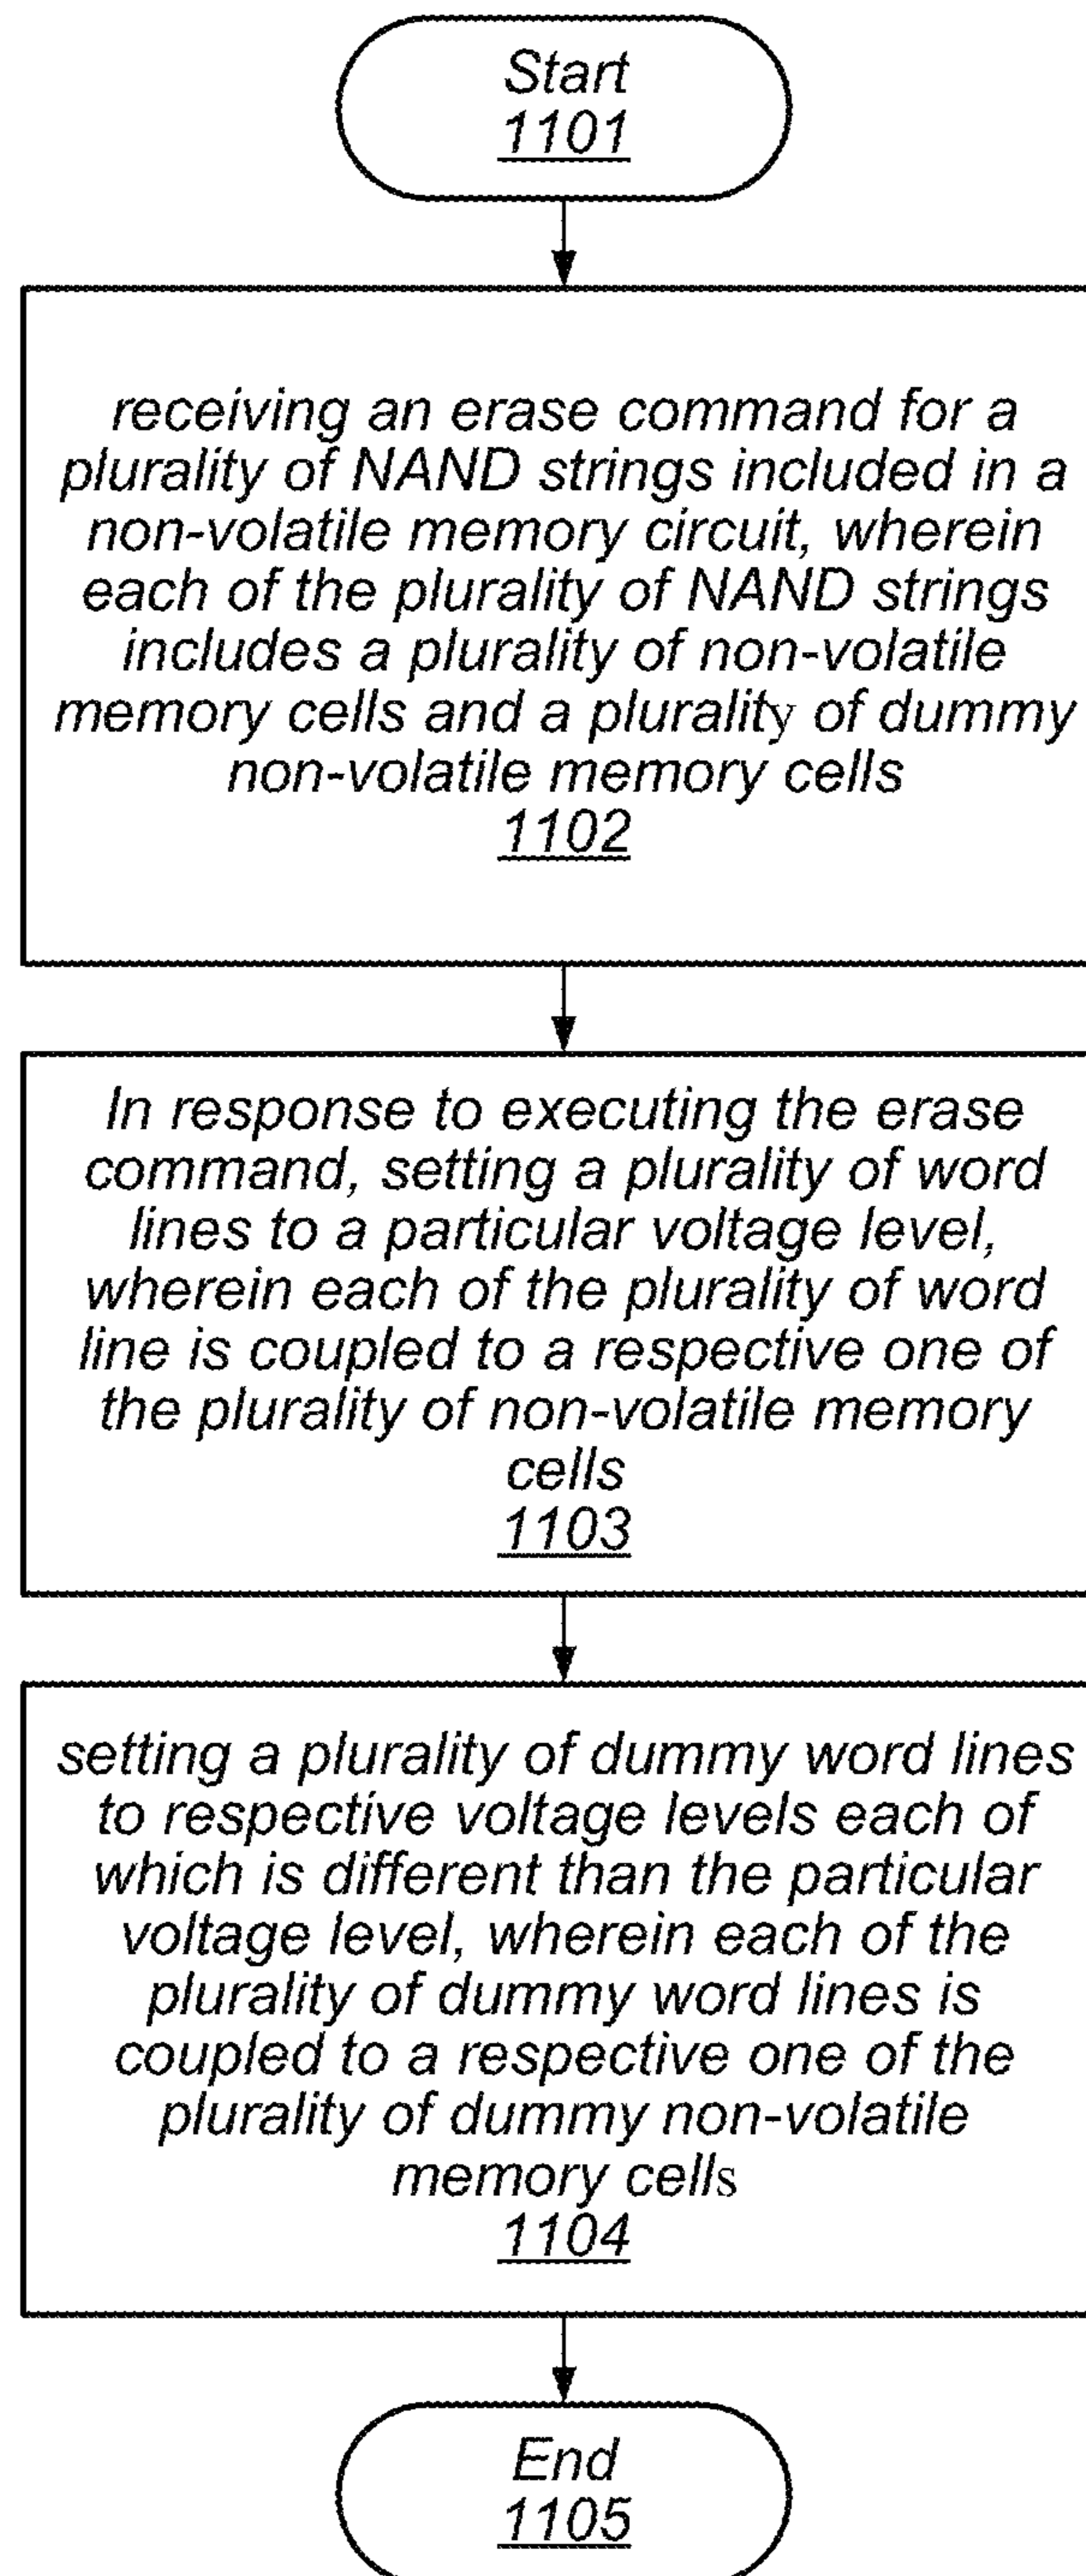 Start
1101
receiving an erase command for a
plurality of NAND strings included in a
non-volatile memory circuit, wherein
each of the plurality of NAND strings
includes a plurality of non-volatile
memory cells and a plurality of dummy
non-volatile memory cells
1102
In response to executing the erase
command, setting a plurality of word
lines to a particular voltage level,
wherein each of the plurality of word
line is coupled to a respective one of
the plurality of non-volatile memory
cells
1103
setting a plurality of dummy word lines
to respective voltage levels each of
which is different than the particular
voltage level, wherein each of the
plurality of dummy word lines is
coupled to a respective one of the
plurality of dummy non-volatile
memory cells
1104
End
1105